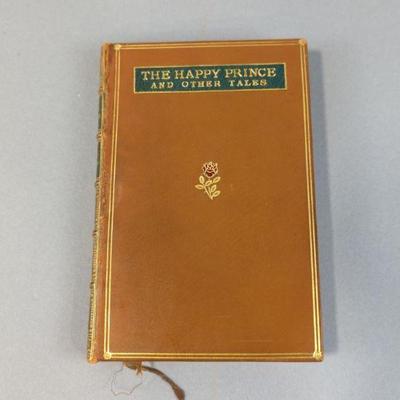 THE HAPPY PRINCE
AND OTHER TALES